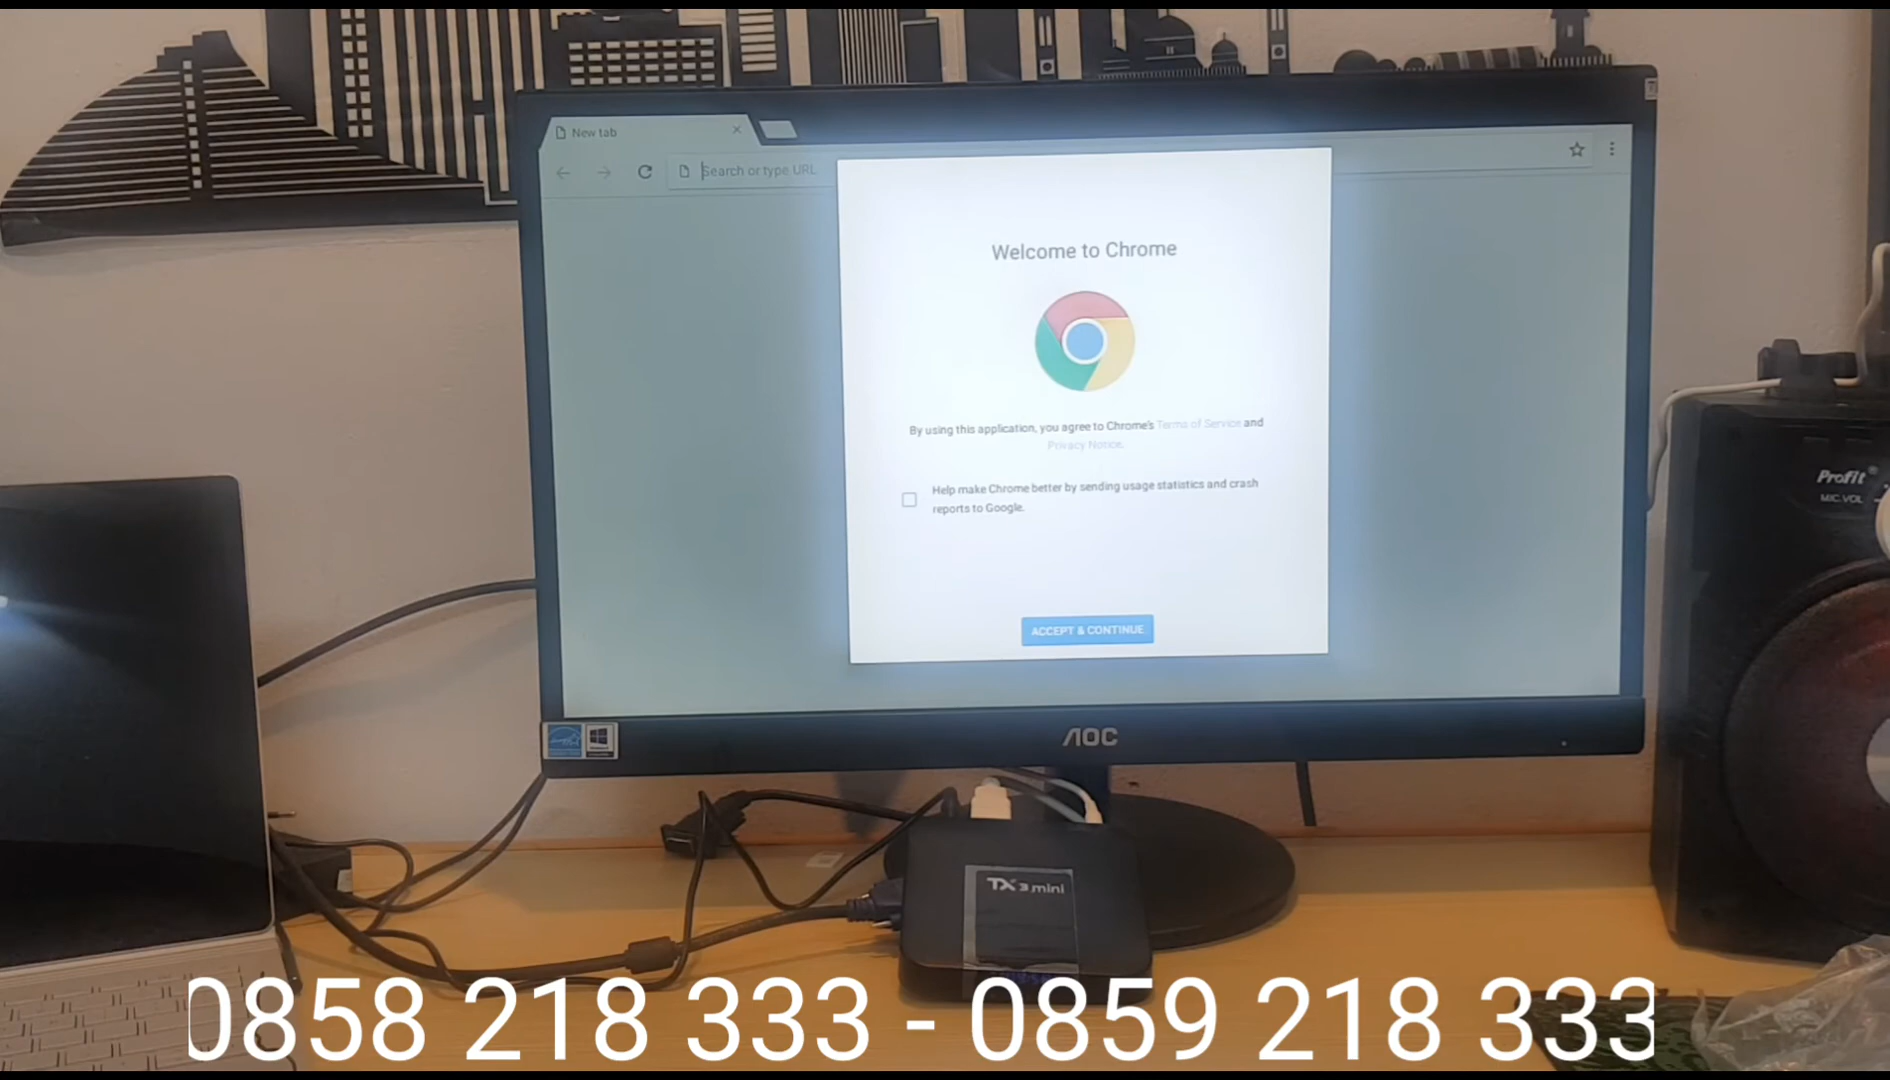 New tab
Search or type URL
Welcome to Chrome
By using this application, you agree to Chrome's Terms of Service and
Privacy Notice.
Help make Chrome better by sending usage statistics and crash
reports to Google.
ACCEPT & CONTINUE
AOC
Profit
MIC.VOL
TX3 mini
0858 218 333 - 0859 218 333